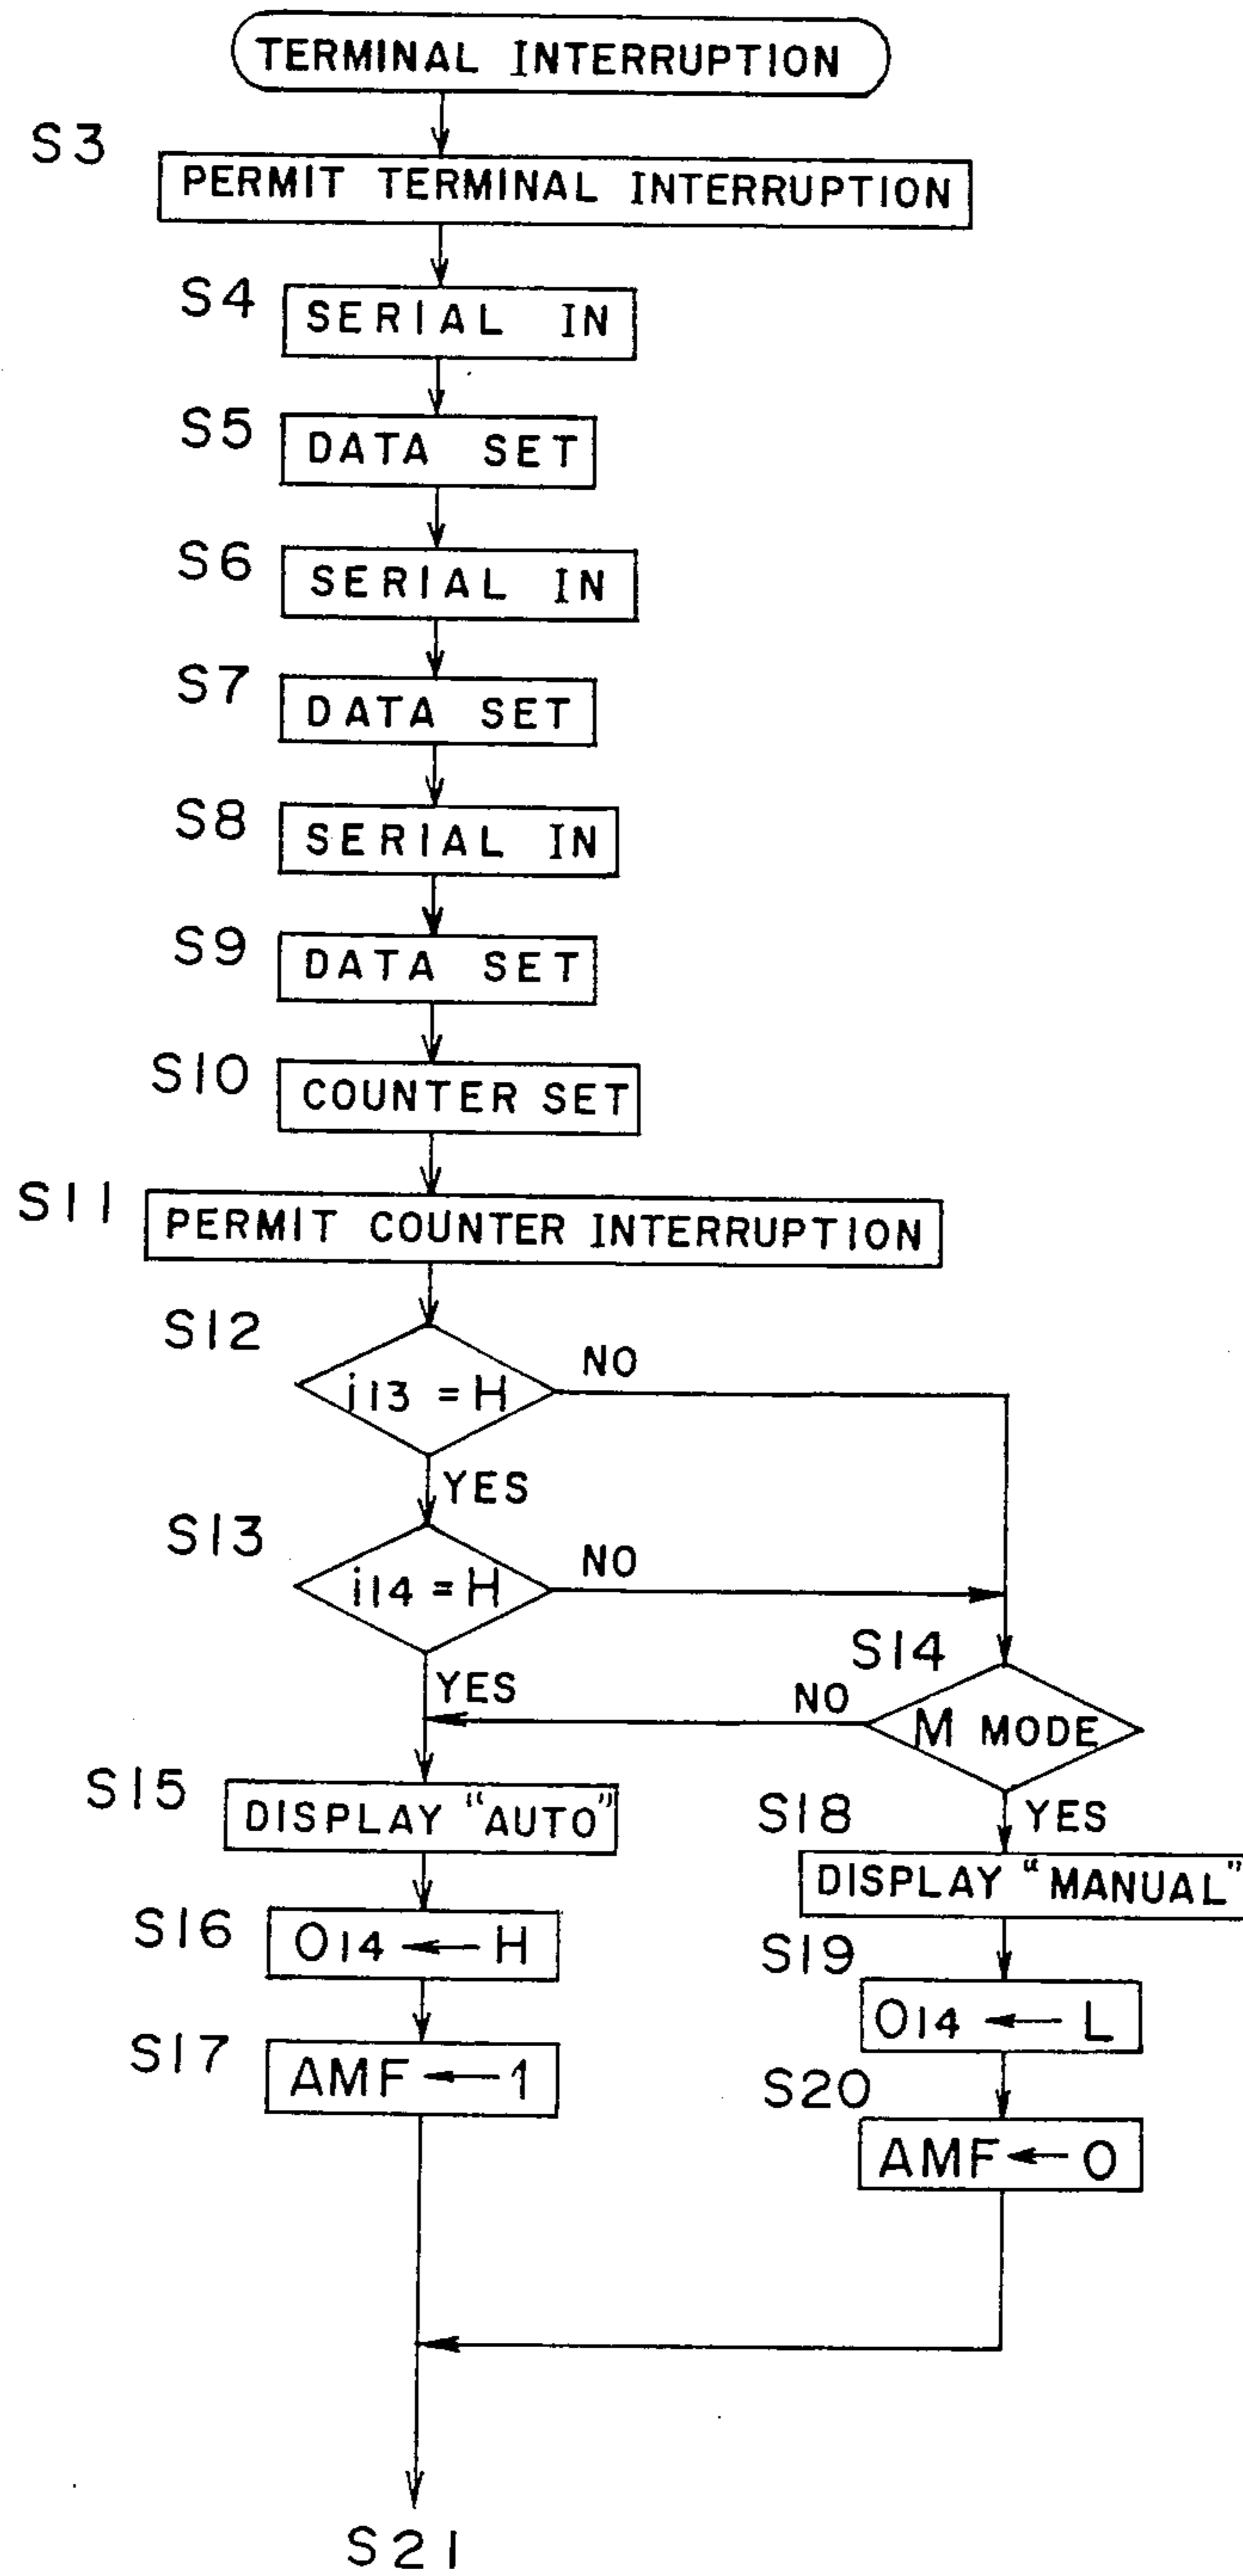 TERMINAL INTERRUPTION
S3
PERMIT TERMINAL INTERRUPTION
S4
SERIAL IN
S5
DATA SET
S6
SERIAL IN
S7
DATA SET
S8
SERIAL IN
S9
DATA SET
S10
COUNTER SET
S11
PERMIT COUNTER INTERRUPTION
S12
i13 = H
NO
YES
S13
i14 = H
NO
YES
S14
M MODE
NO
YES
S15
DISPLAY "AUTO"
S16
O14 ← H
S17
AMF ← 1
S18
DISPLAY "MANUAL"
S19
O14 ← L
S20
AMF ← 0
S21